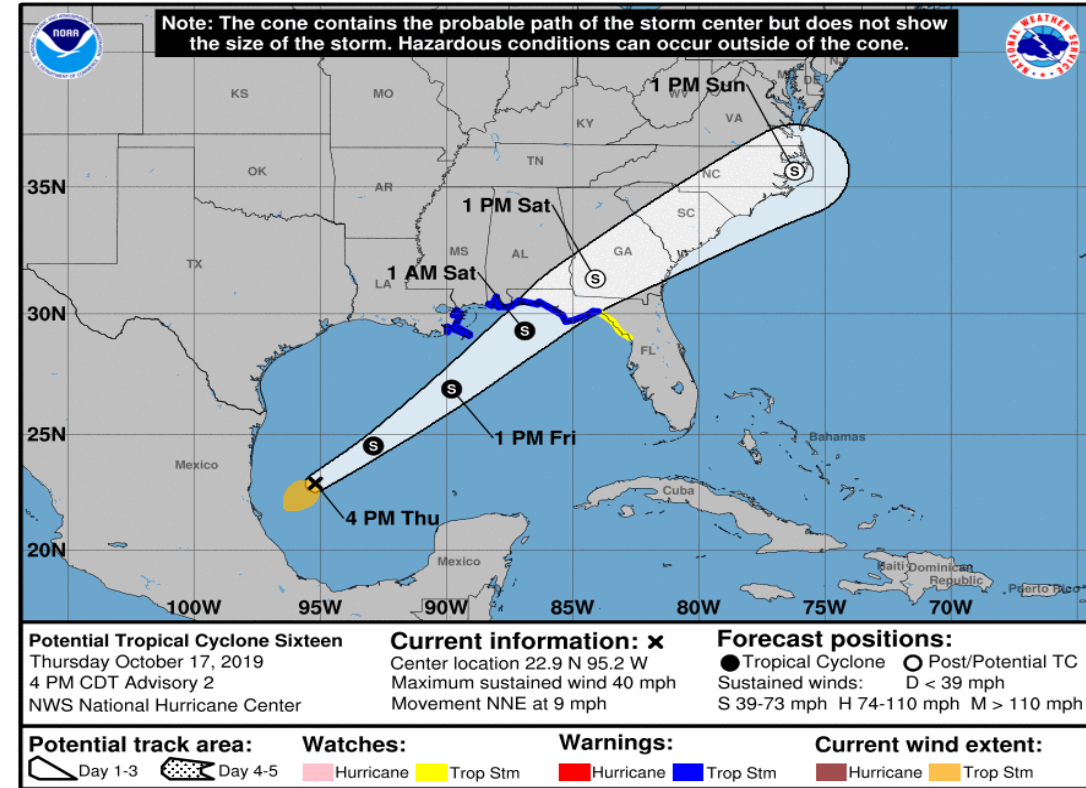 Note: The cone contains the probable path of the storm center but does not show
the size of the storm. Hazardous conditions can occur outside of the cone.
NOAA
NATIONAL WEATHER SERVICE
1 PM Sun
KS
MO
WV
DE
NJ
KY
VA
OK
TN
35N
AR
NC
1 PM Sat
SC
TX
MS
AL
GA
1 AM Sat
LA
30N
FL
1 PM Fri
25N
Mexico
Bahamas
4 PM Thu
Cuba
20N
Mexico
Haiti
Dominican
Republic
Puerto Rico
100W
95W
90W
85W
80W
75W
70W
S
S
S
S
S
Potential Tropical Cyclone Sixteen
Thursday October 17, 2019
4 PM CDT Advisory 2
NWS National Hurricane Center
Current information: ×
Center location 22.9 N 95.2 W
Maximum sustained wind 40 mph
Movement NNE at 9 mph
Forecast positions:
Tropical Cyclone Post/Potential TC
Sustained winds: D < 39 mph
S 39-73 mph H 74-110 mph M > 110 mph
Potential track area:
Day 1-3 Day 4-5
Watches:
Hurricane Trop Stm
Warnings:
Hurricane Trop Stm
Current wind extent:
Hurricane Trop Stm